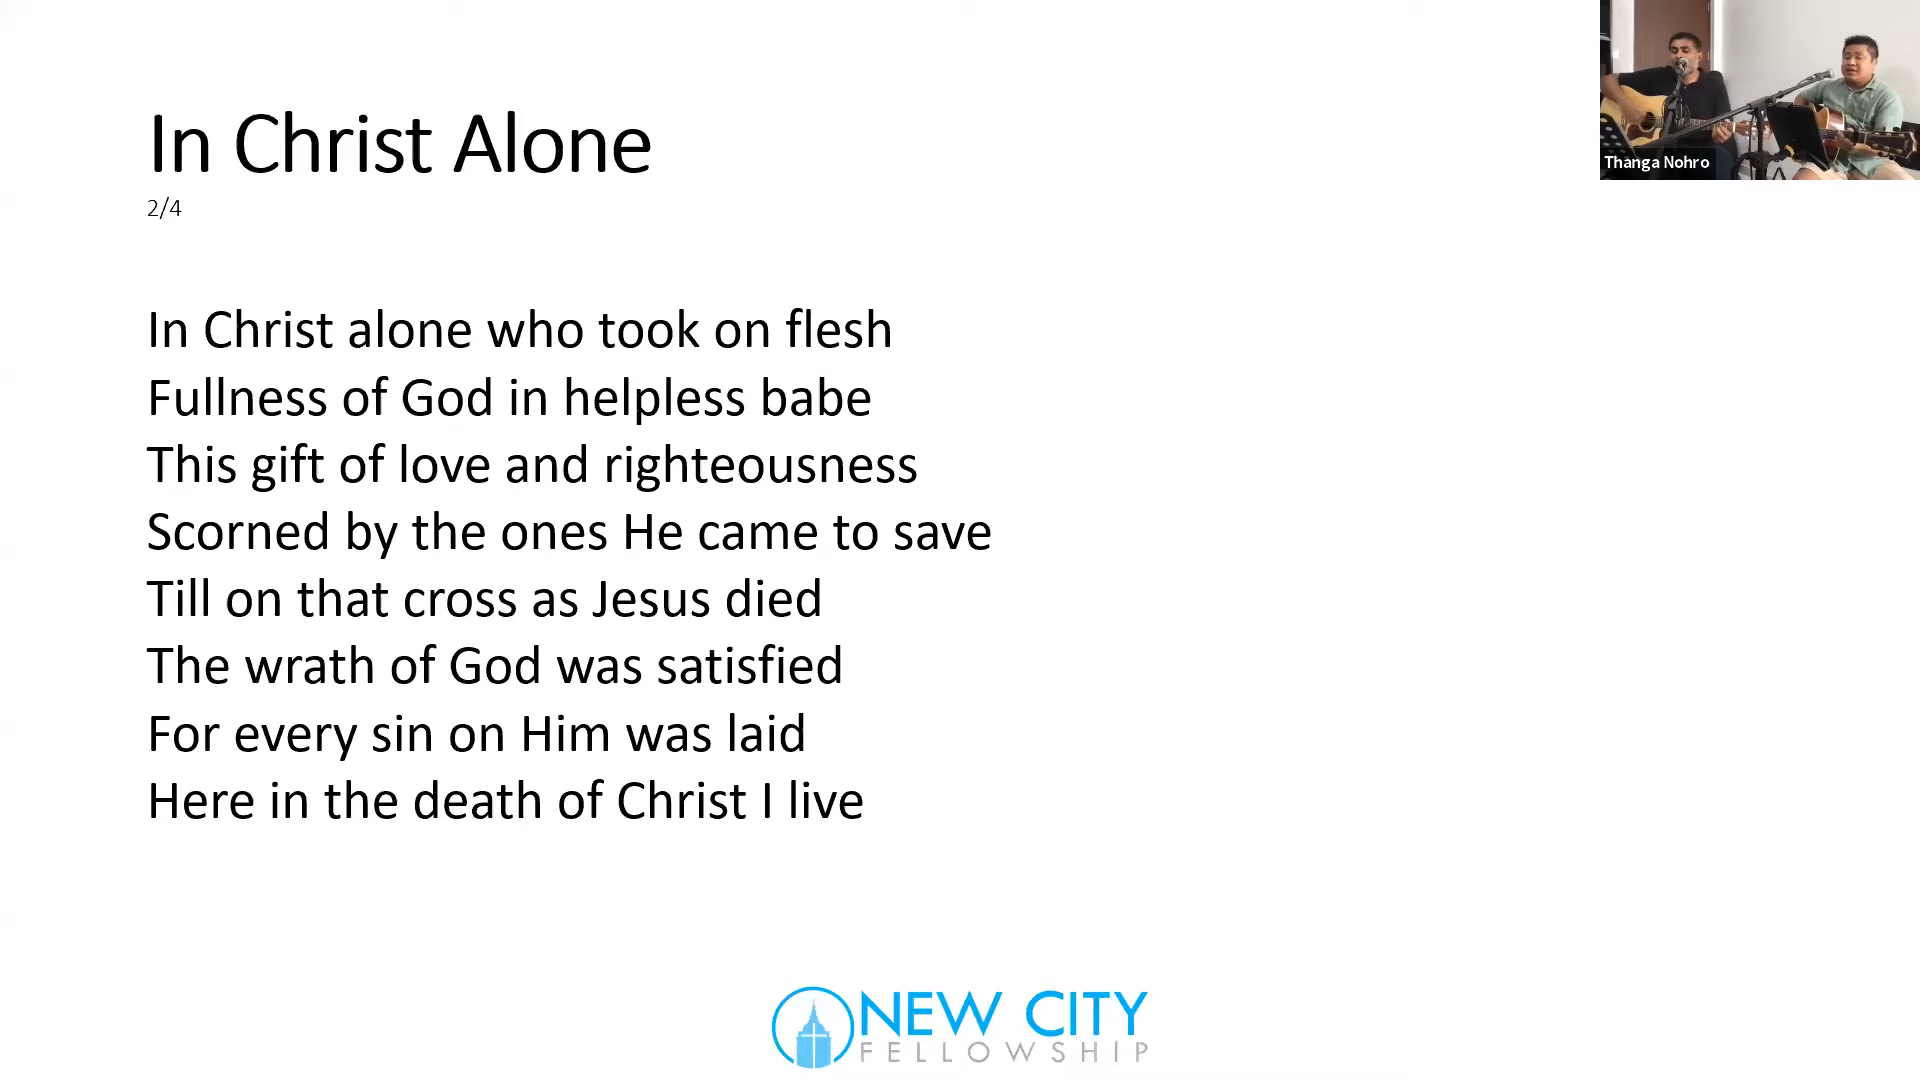 In Christ Alone
2/4
In Christ alone who took on flesh
Fullness of God in helpless babe
This gift of love and righteousness
Scorned by the ones He came to save
Till on that cross as Jesus died
The wrath of God was satisfied
For every sin on Him was laid
Here in the death of Christ I live
Thanga Nohro
NEW CITY
FELLOWSHIP